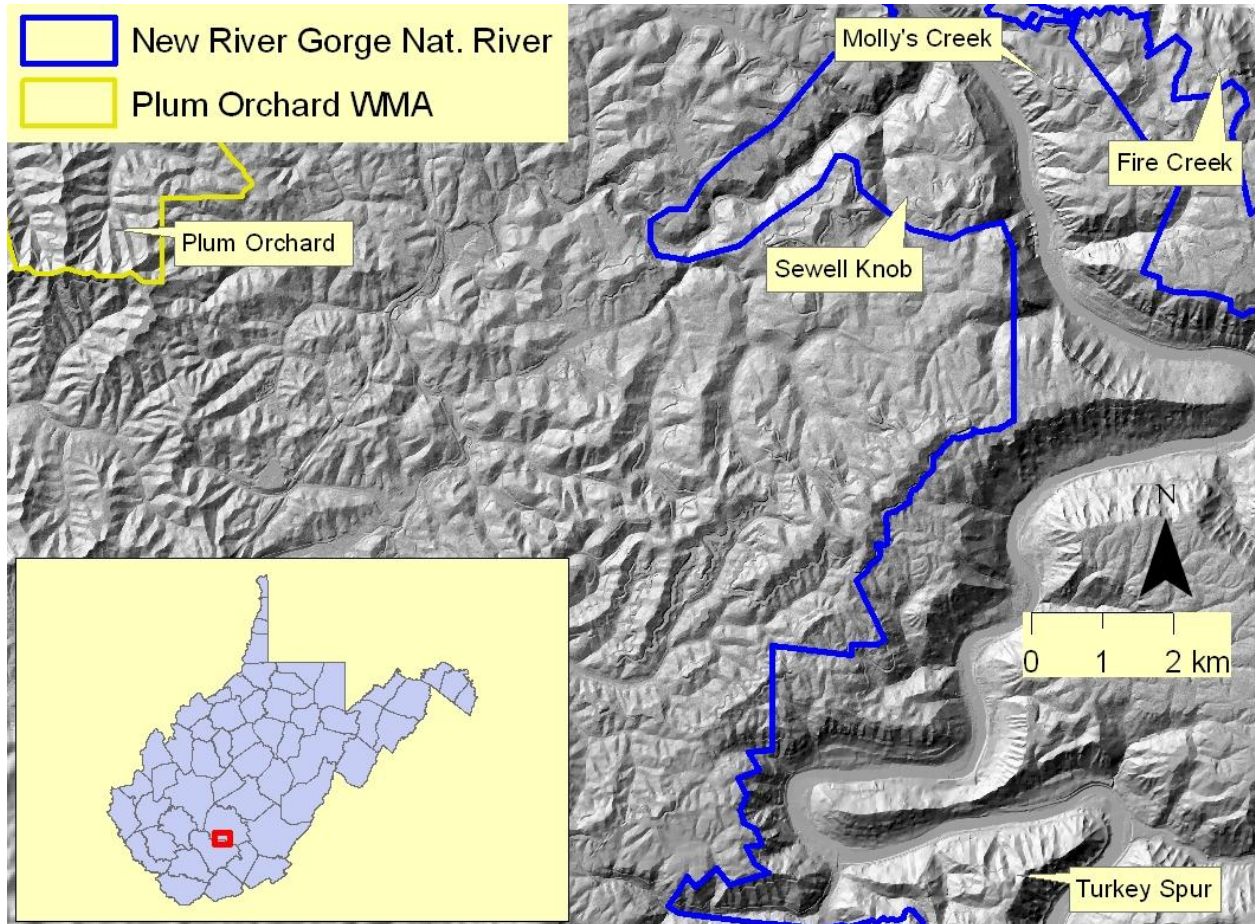 New River Gorge Nat. River
Plum Orchard WMA
Molly's Creek
Fire Creek
Plum Orchard
Sewell Knob
N
0 1 2 km
Turkey Spur